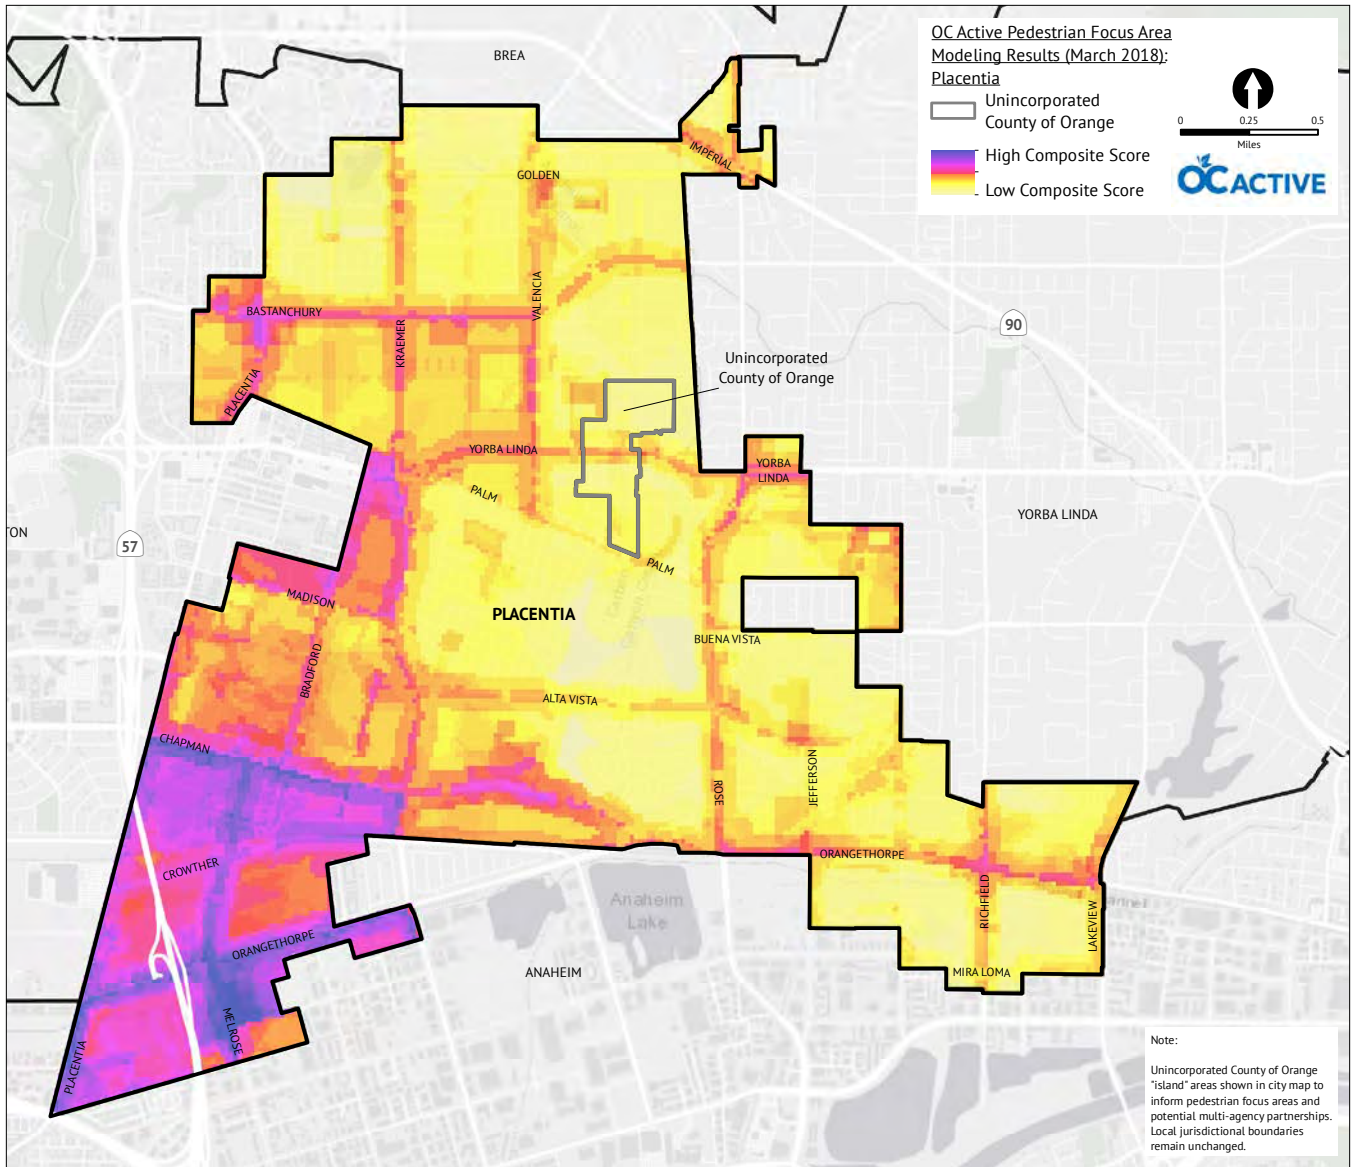 OC Active Pedestrian Focus Area
Modeling Results (March 2018):
Placentia
Unincorporated
County of Orange
High Composite Score
Low Composite Score
0 0.25 0.5
Miles
OC ACTIVE
BREA
IMPERIAL
GOLDEN
VALENCIA
BASTANCHURY
KRAEMER
PLACENTIA
90
Unincorporated
County of Orange
YORBA LINDA
YORBA
LINDA
PALM
YORBA LINDA
TON
57
PALM
MADISON
PLACENTIA
BUENA VISTA
BRADFORD
ALTA VISTA
CHAPMAN
JEFFERSON
ROSE
CROWTHER
ORANGETHORPE
RICHFIELD
LAKEVIEW
Anaheim
Lake
annel
ORANGETHORPE
ANAHEIM
MIRA LOMA
MELROSE
PLACENTIA
Note:
Unincorporated County of Orange
"island" areas shown in city map to
inform pedestrian focus areas and
potential multi-agency partnerships.
Local jurisdictional boundaries
remain unchanged.